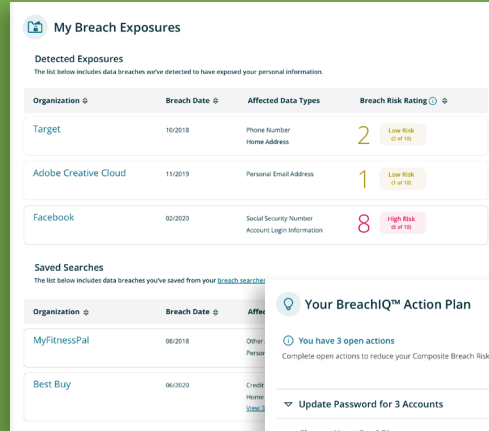 My Breach Exposures
Detected Exposures
The list below includes data breaches we've detected to have exposed your personal information.
Organization Breach Date Affected Data Types Breach Risk Rating
Target 10/2018 Phone Number 2 Low Risk
Home Address (2 of 10)
Adobe Creative Cloud 11/2019 Personal Email Address 1 Low Risk
(1 of 10)
Facebook 02/2020 Social Security Number 8 High Risk
Account Login Information (8 of 10)
Saved Searches
The list below includes data breaches you've saved from your breach searches
Organization Breach Date
MyFitnessPal 08/2018 Other
Best Buy 06/2020 Credit
Home
View
Your BreachIQ™ Action Plan
You have 3 open actions
Complete open actions to reduce your Composite Breach Risk
Update Password for 3 Accounts